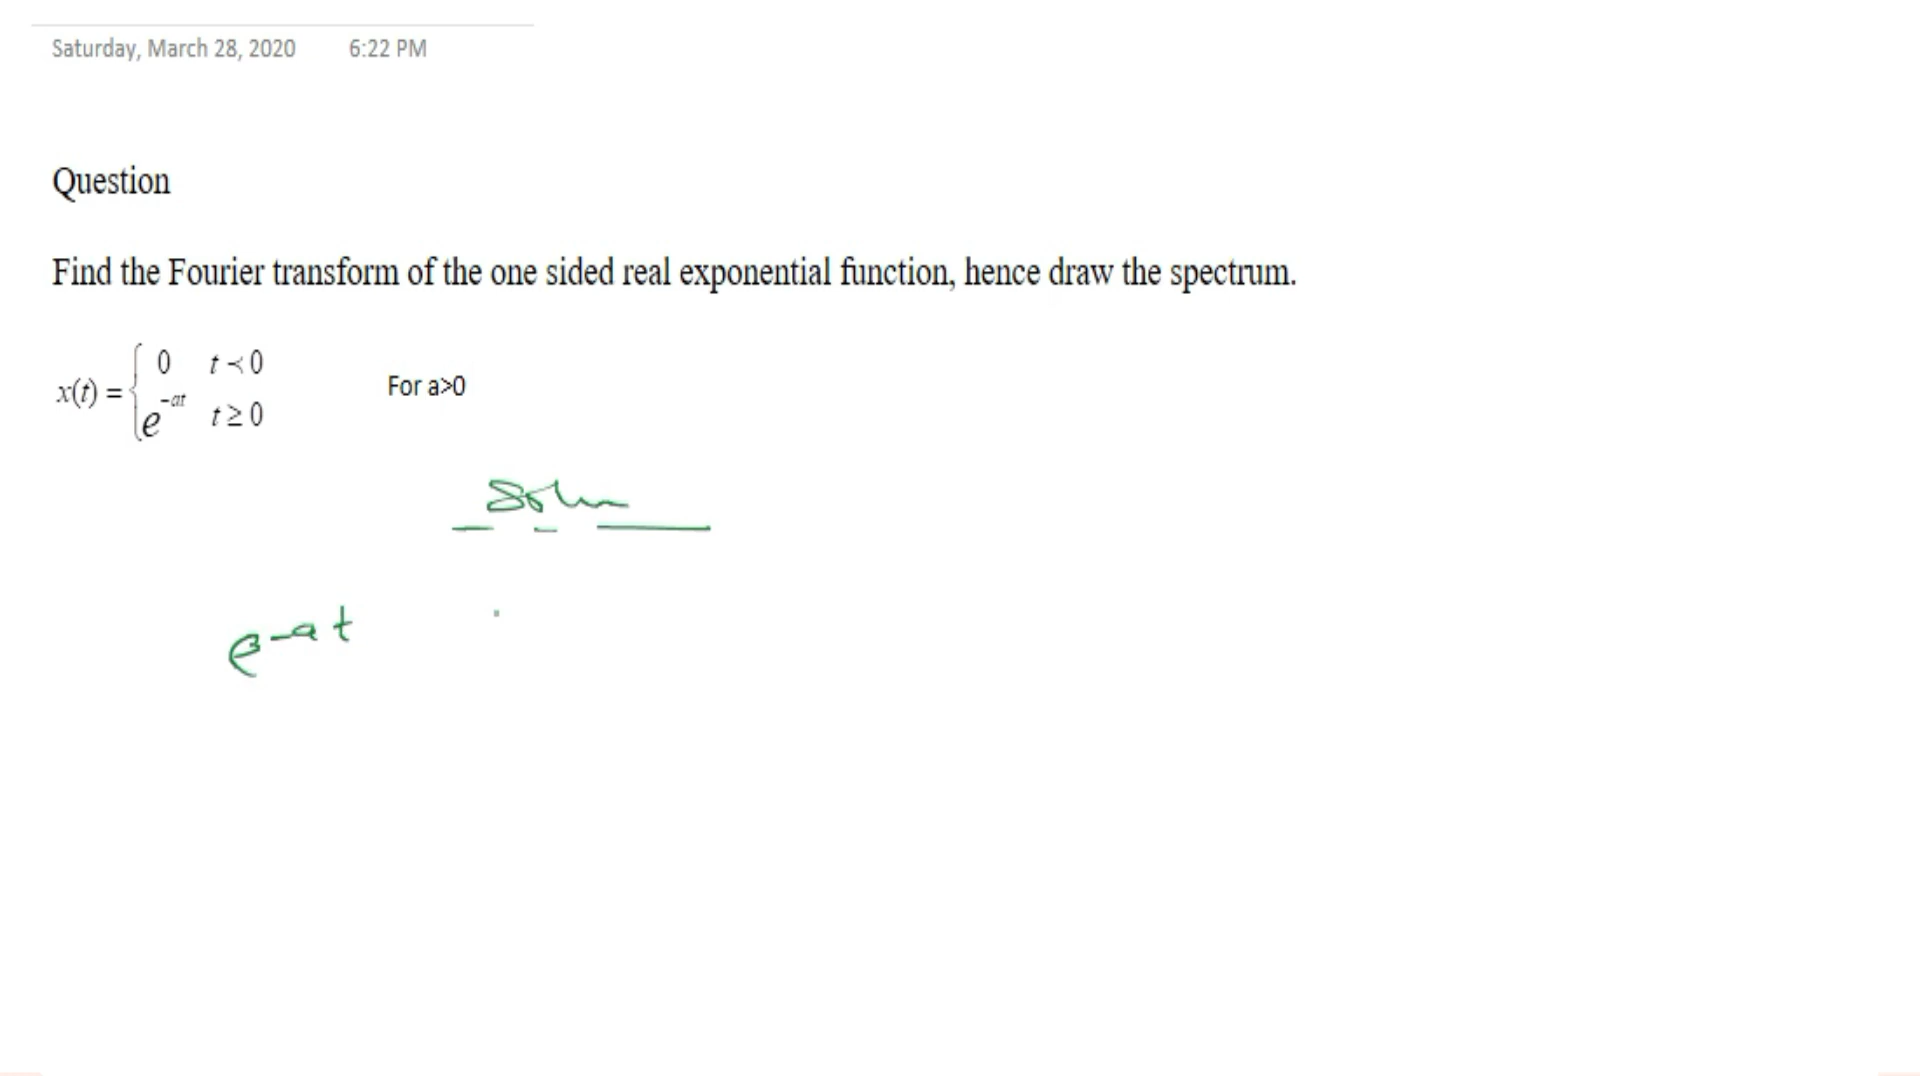 Saturday, March 28, 2020 6:22 PM
Question
Find the Fourier transform of the one sided real exponential function, hence draw the spectrum.
0 t ≺ 0
x(t) = { For a>0
e^-at t ≥ 0
Soln
e^-at